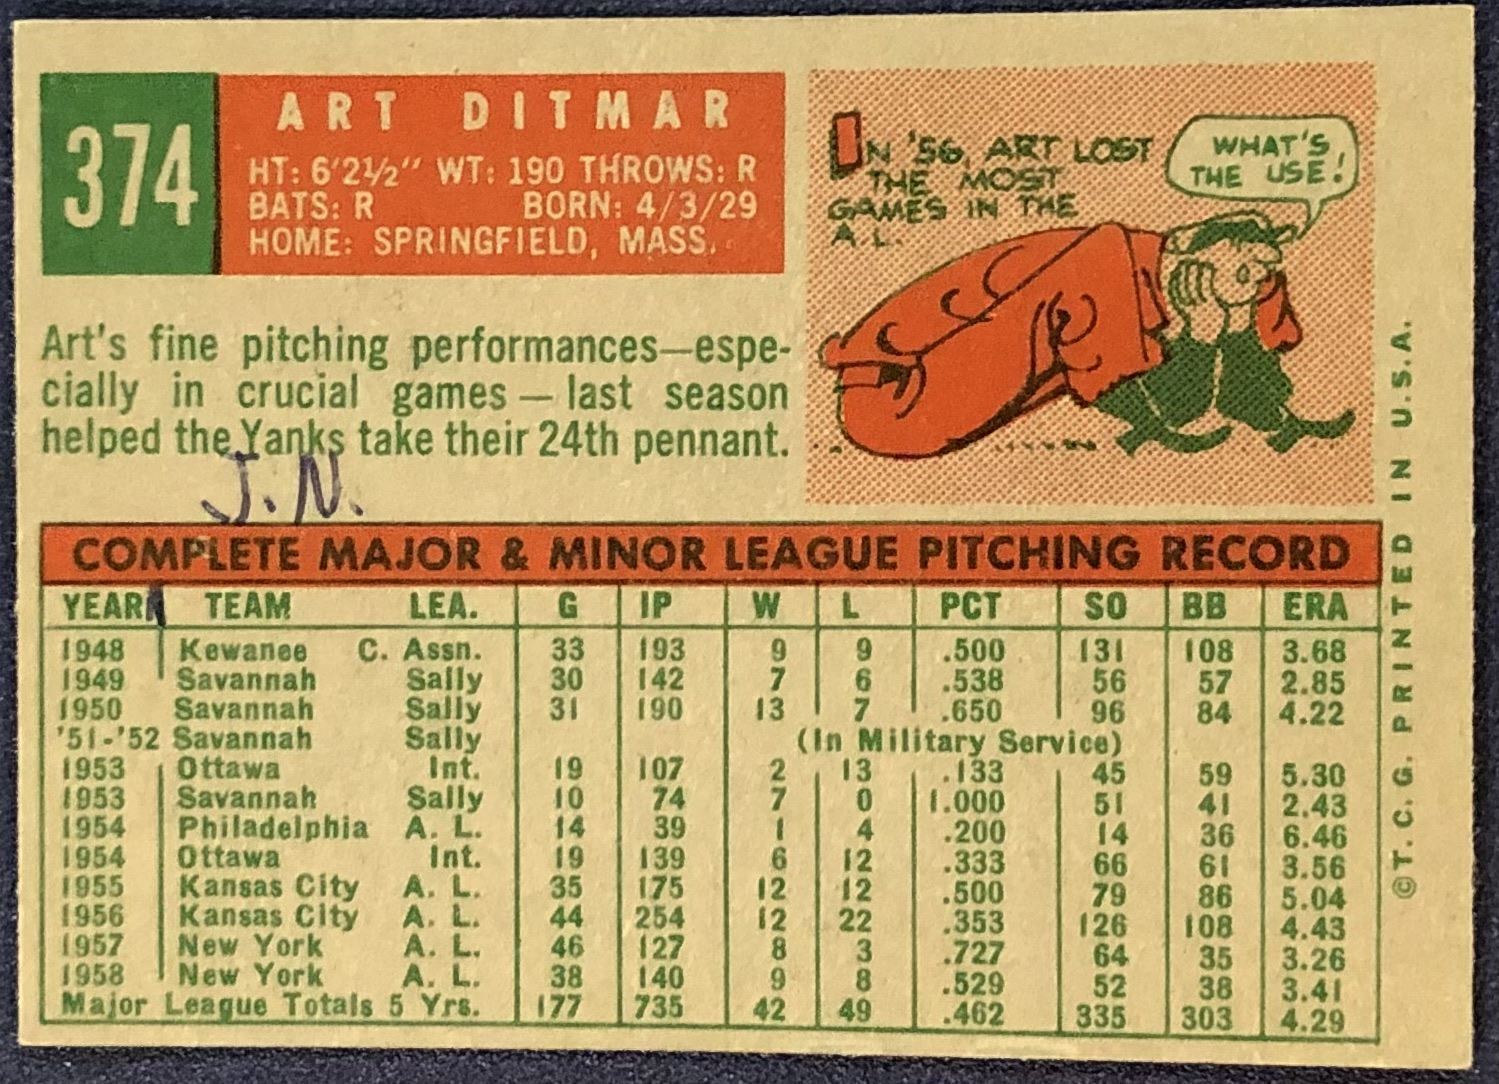 374
ART DITMAR
HT: 6'2½" WT: 190 THROWS: R
BATS: R BORN: 4/3/29
HOME: SPRINGFIELD, MASS.
IN '56, ART LOST
THE MOST
GAMES IN THE
A.L.
WHAT'S
THE USE!
Art's fine pitching performances—espe-
cially in crucial games — last season
helped the Yanks take their 24th pennant.
J.N.
COMPLETE MAJOR & MINOR LEAGUE PITCHING RECORD
YEAR TEAM LEA. G IP W L PCT SO BB ERA
1948 Kewanee C. Assn. 33 193 9 9 .500 131 108 3.68
1949 Savannah Sally 30 142 7 6 .538 56 57 2.85
1950 Savannah Sally 31 190 13 7 .650 96 84 4.22
'51-'52 Savannah Sally (In Military Service)
1953 Ottawa Int. 19 107 2 13 .133 45 59 5.30
1953 Savannah Sally 10 74 7 0 1.000 51 41 2.43
1954 Philadelphia A. L. 14 39 1 4 .200 14 36 6.46
1954 Ottawa Int. 19 139 6 12 .333 66 61 3.56
1955 Kansas City A. L. 35 175 12 12 .500 79 86 5.04
1956 Kansas City A. L. 44 254 12 22 .353 126 108 4.43
1957 New York A. L. 46 127 8 3 .727 64 35 3.26
1958 New York A. L. 38 140 9 8 .529 52 38 3.41
Major League Totals 5 Yrs. 177 735 42 49 .462 335 303 4.29
©T.C.G. PRINTED IN U.S.A.